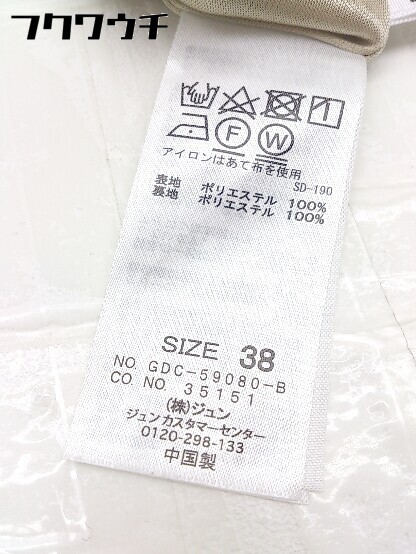 フクワウチ
F W
アイロンはあて布を使用
SD-190
表地 ポリエステル 100%
裏地 ポリエステル 100%
SIZE 38
NO. GDC-59080-B
CO. NO. 35151
(株)ジュン
ジュンカスタマーセンター
0120-298-133
中国製